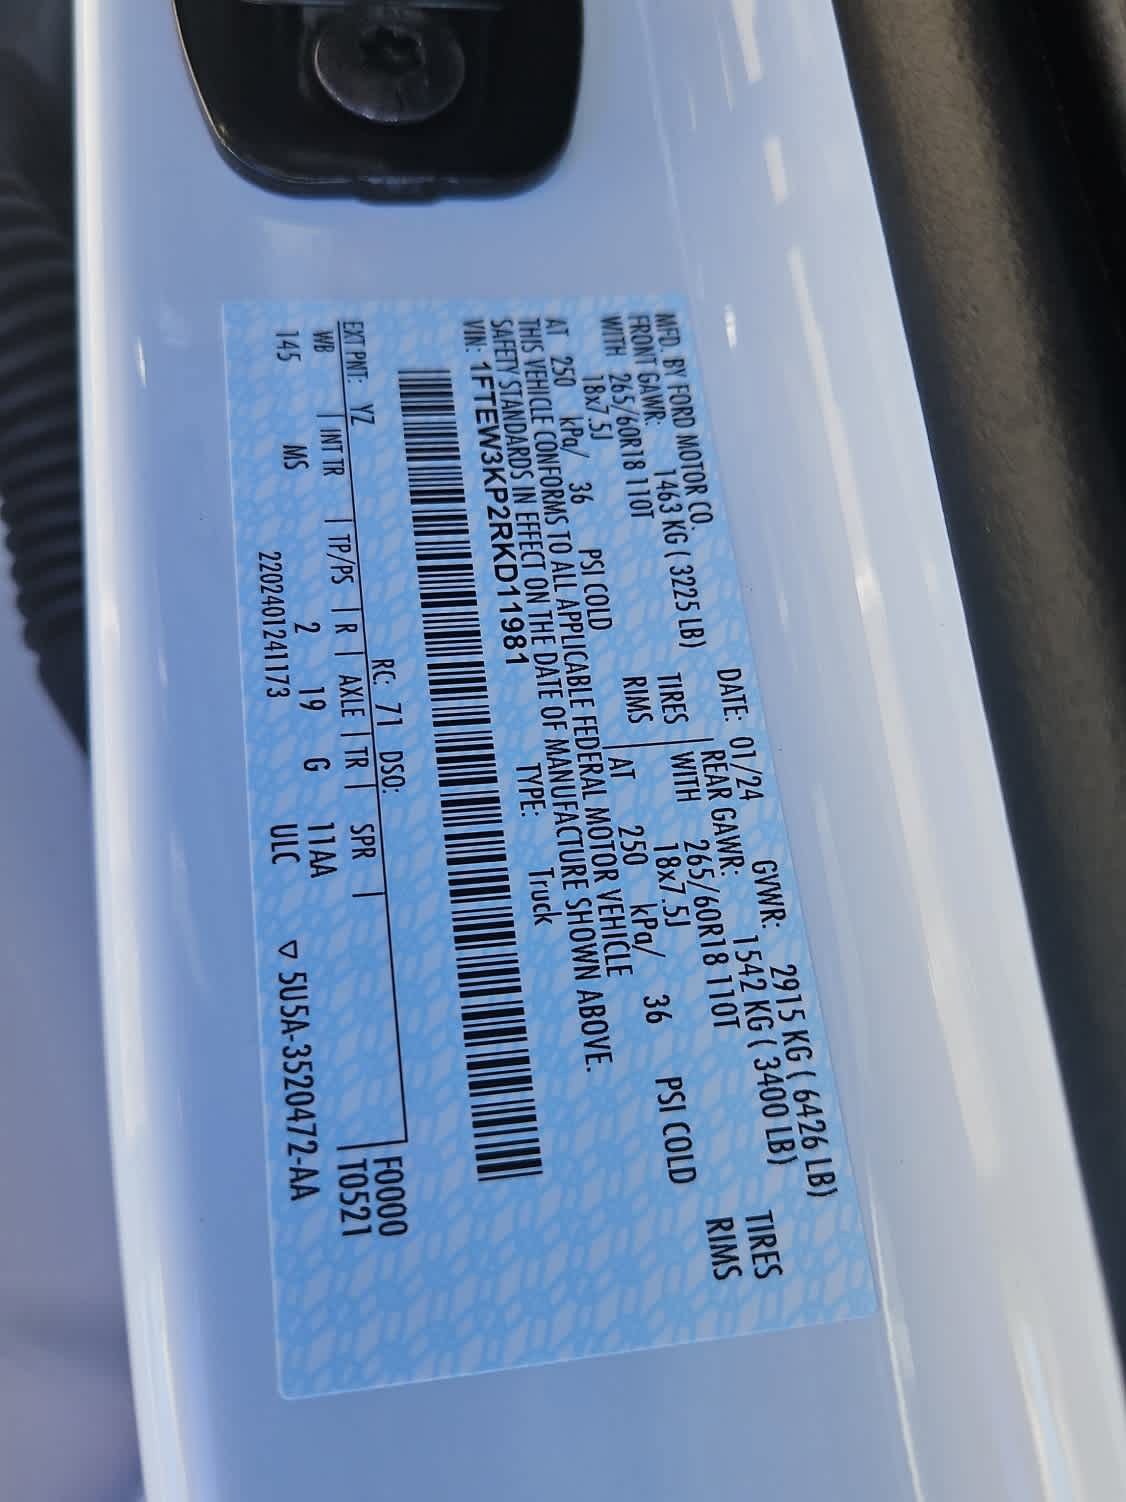 MFD. BY FORD MOTOR CO. DATE: 01/24 GVWR: 2915 KG ( 6426 LB)
FRONT GAWR: 1463 KG ( 3225 LB) REAR GAWR: 1542 KG ( 3400 LB)
WITH 265/60R18 110T TIRES WITH 265/60R18 110T TIRES
18x7.5J RIMS 18x7.5J RIMS
AT 250 kPa/ 36 PSI COLD AT 250 kPa/ 36 PSI COLD
THIS VEHICLE CONFORMS TO ALL APPLICABLE FEDERAL MOTOR VEHICLE
SAFETY STANDARDS IN EFFECT ON THE DATE OF MANUFACTURE SHOWN ABOVE.
VIN: 1FTEW3KP2RKD11981 TYPE: Truck
EXT PNT: YZ RC: 71 DSO: F0000
WB | INT TR | TP/PS | R | AXLE | TR | SPR | T0521
145 MS 2 19 G 11AA
2202401241173 ULC ▽ 5U5A-3520472-AA